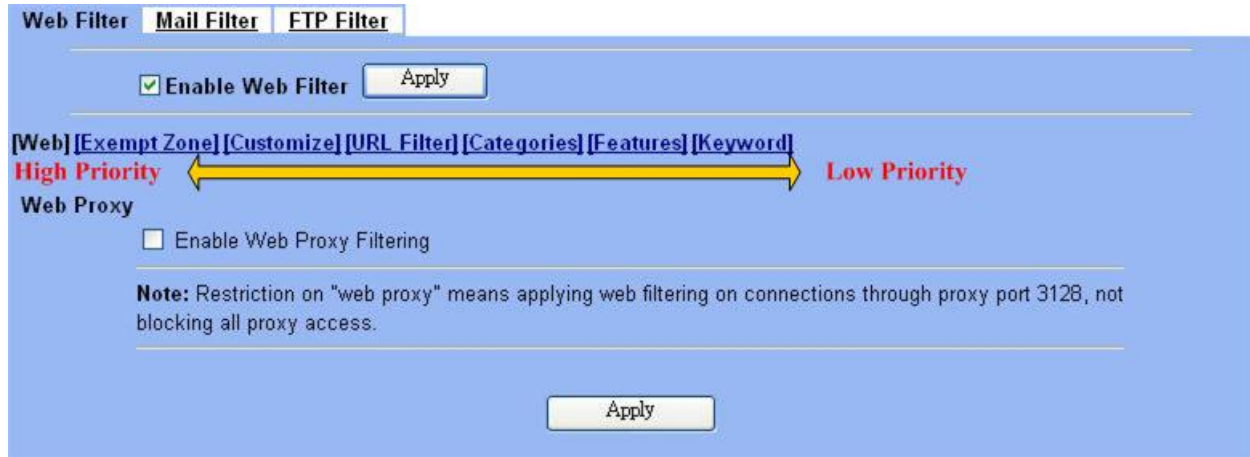 Web Filter Mail Filter FTP Filter
Enable Web Filter Apply
[Web] [Exempt Zone] [Customize] [URL Filter] [Categories] [Features] [Keyword]
High Priority Low Priority
Web Proxy
Enable Web Proxy Filtering
Note: Restriction on "web proxy" means applying web filtering on connections through proxy port 3128, not
blocking all proxy access.
Apply